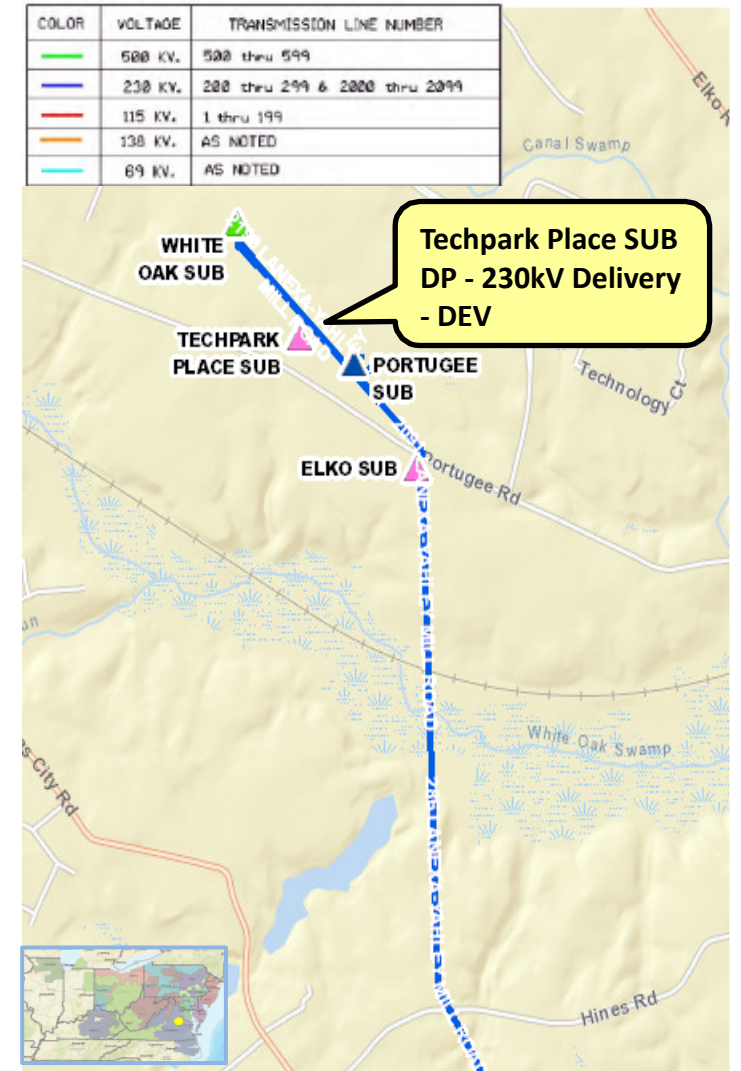 COLOR VOLTAGE TRANSMISSION LINE NUMBER
500 KV. 500 thru 599
230 KV. 200 thru 299 & 2000 thru 2099
115 KV. 1 thru 199
138 KV. AS NOTED
69 KV. AS NOTED
Canal Swamp
Elko
WHITE
OAK SUB
Techpark Place SUB
DP - 230kV Delivery
- DEV
TECHPARK
PLACE SUB
PORTUGEE
SUB
Technology Ct
ELKO SUB
Portugee Rd
White Oak Swamp
City Rd
Hines Rd